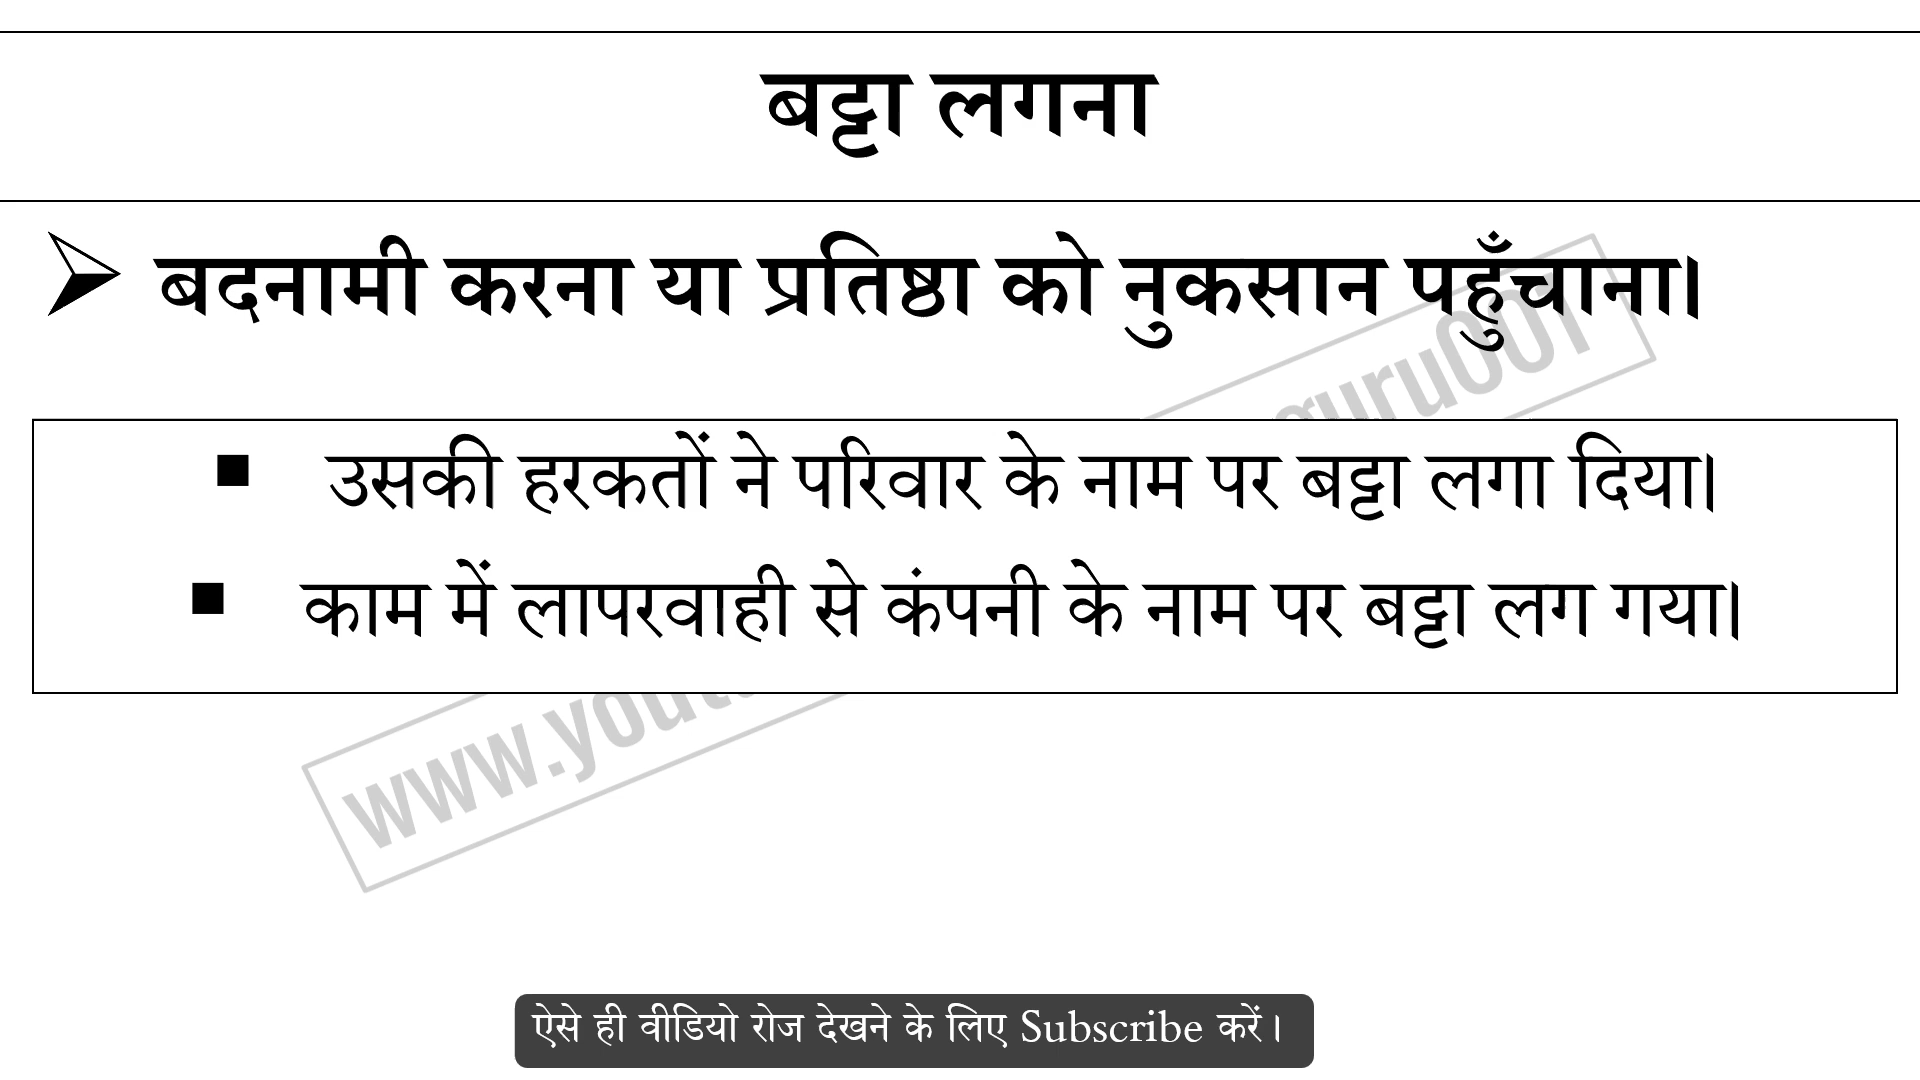 बट्टा लगना
बदनामी करना या प्रतिष्ठा को नुकसान पहुँचाना।
उसकी हरकतों ने परिवार के नाम पर बट्टा लगा दिया।
काम में लापरवाही से कंपनी के नाम पर बट्टा लग गया।
ऐसे ही वीडियो रोज देखने के लिए Subscribe करें।